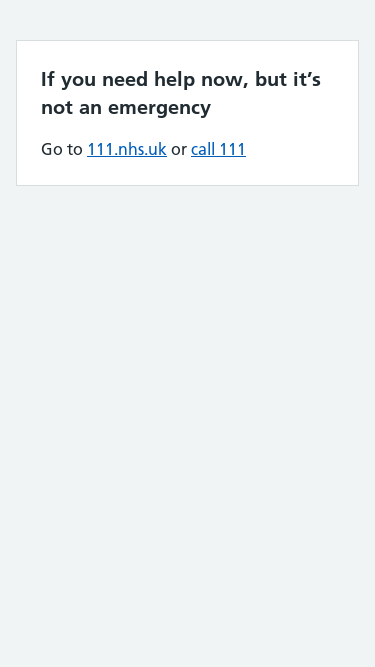 If you need help now, but it’s
not an emergency
Go to 111.nhs.uk or call 111